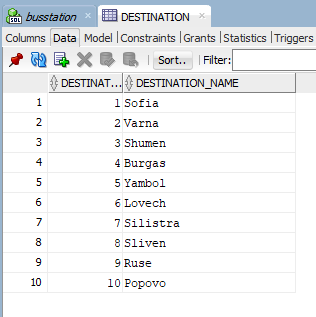 SQL busstation × DESTINATION ×
Columns Data Model Constraints Grants Statistics Triggers
Sort.. Filter:
DESTINAT... DESTINATION_NAME
1 1 Sofia
2 2 Varna
3 3 Shumen
4 4 Burgas
5 5 Yambol
6 6 Lovech
7 7 Silistra
8 8 Sliven
9 9 Ruse
10 10 Popovo